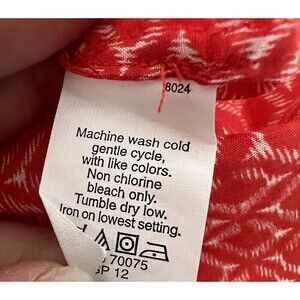 8024
Machine wash cold
gentle cycle,
with like colors.
Non chlorine
bleach only.
Tumble dry low.
Iron on lowest setting.
70075
SP 12